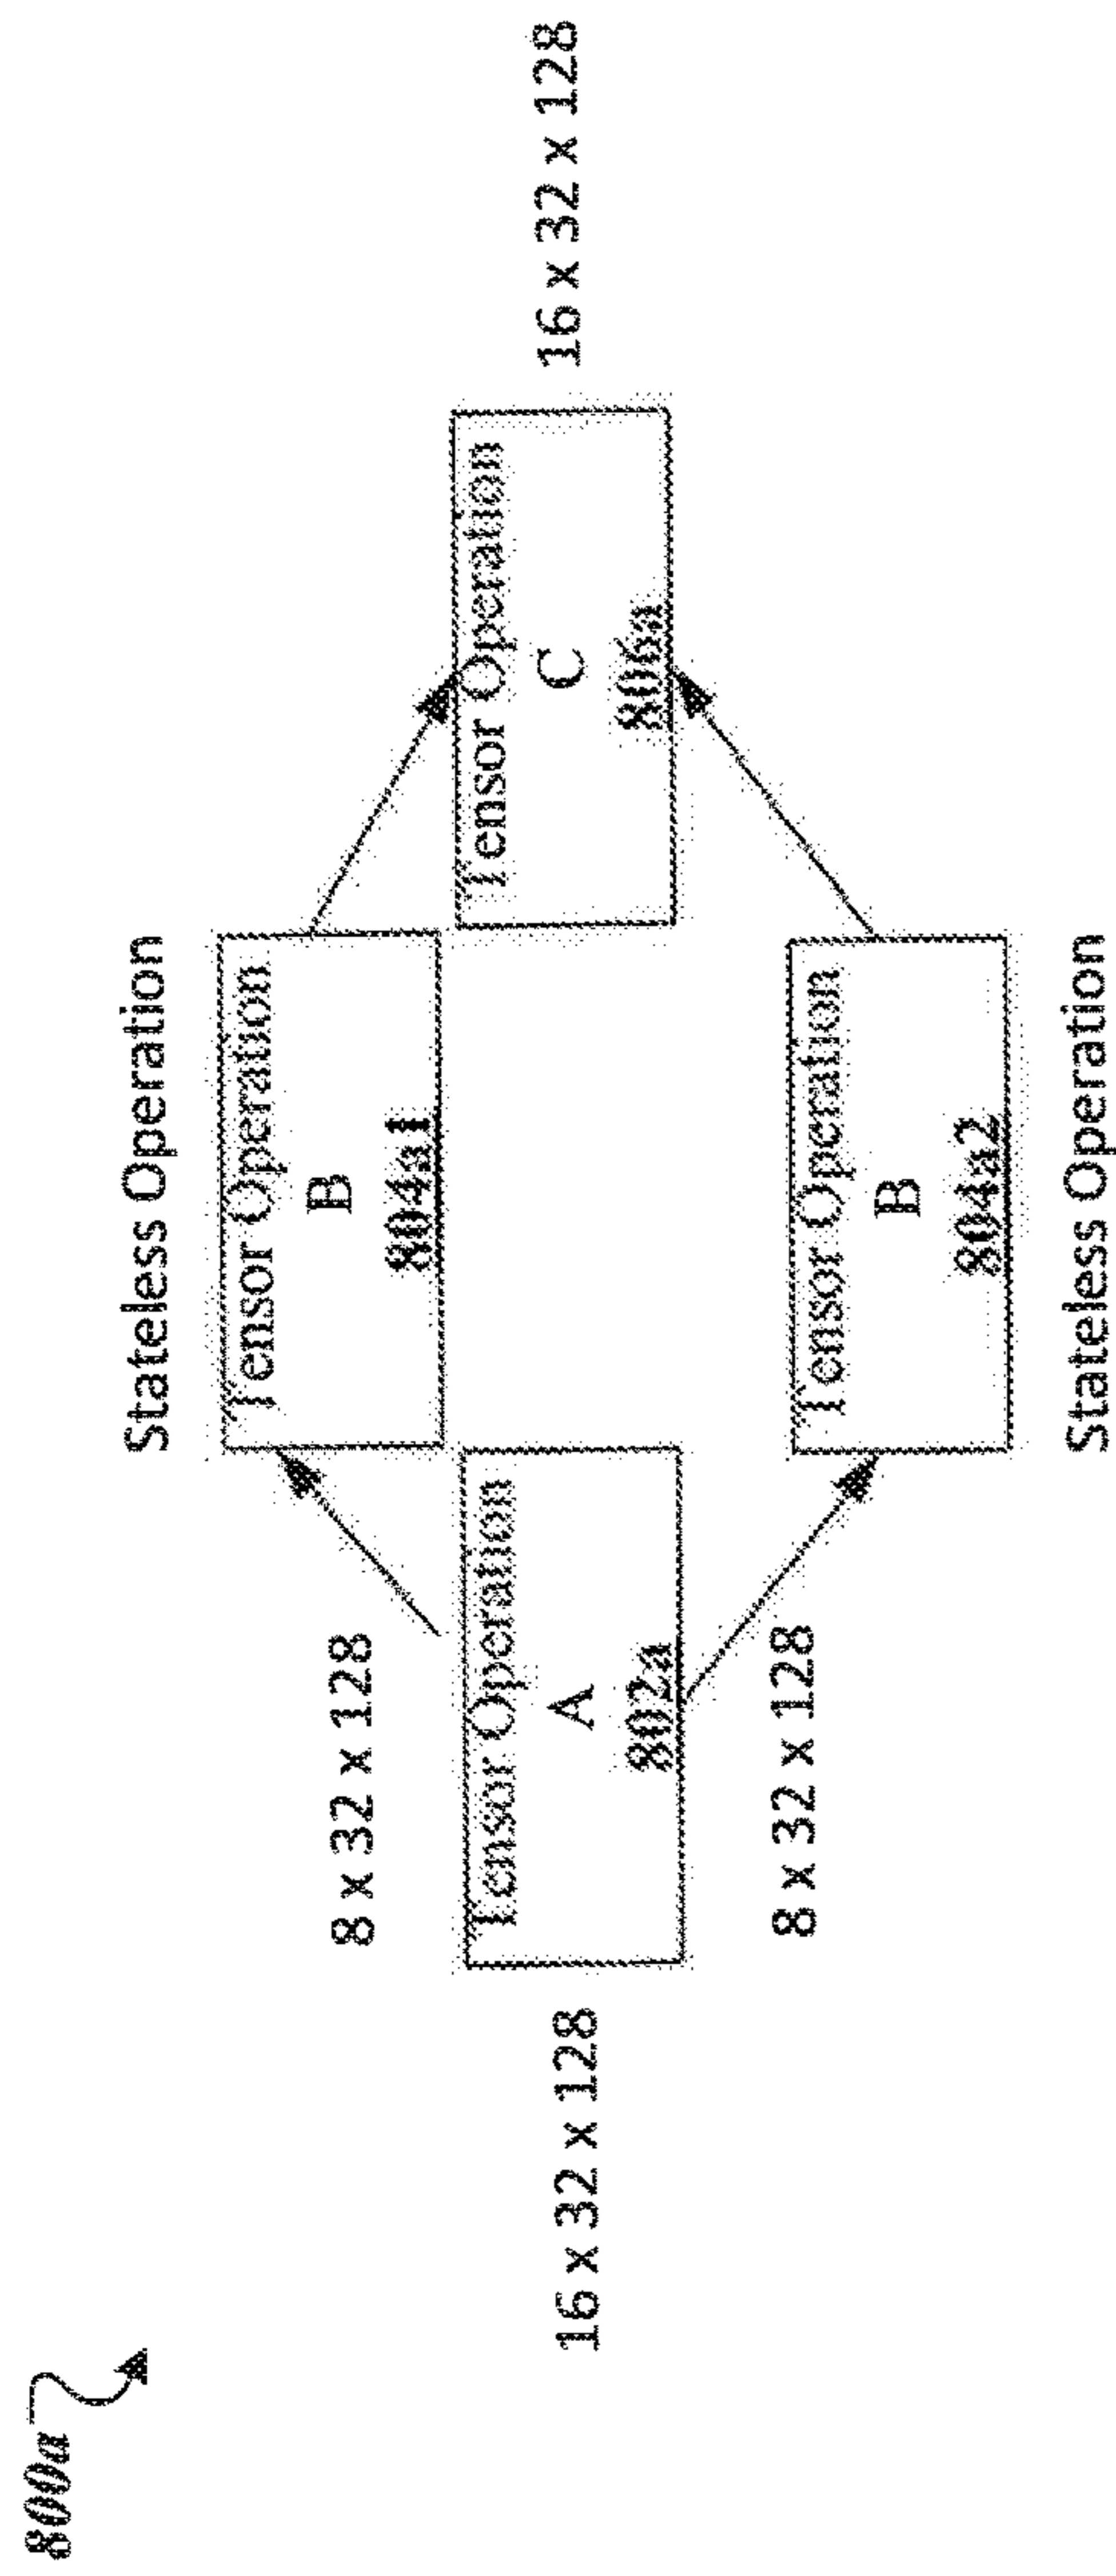 800a
Stateless Operation
Tensor Operation
B
804a1
8 x 32 x 128
16 x 32 x 128
Tensor Operation
A
802a
Tensor Operation
C
806a
16 x 32 x 128
8 x 32 x 128
Tensor Operation
B
804a2
Stateless Operation